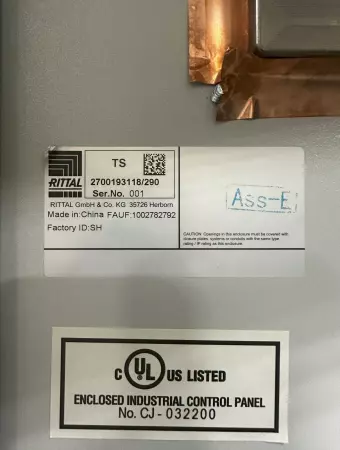 TS
RITTAL
2700193118/290
Ser.No. 001
RITTAL GmbH & Co. KG 35726 Herborn
Made in:China FAUF:1002782792
Factory ID:SH
Ass-E
CAUTION: Openings in this enclosure must be covered with
closure plates, systems or conduits with the same type
rating / IP rating as this enclosure.
C UL US LISTED
ENCLOSED INDUSTRIAL CONTROL PANEL
No. CJ-032200